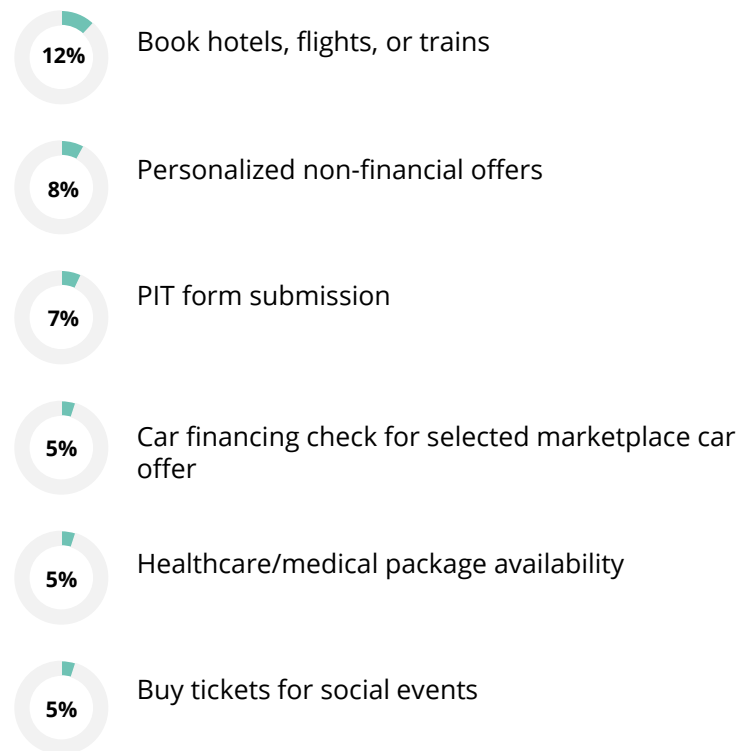 12%
Book hotels, flights, or trains
8%
Personalized non-financial offers
7%
PIT form submission
5%
Car financing check for selected marketplace car
offer
5%
Healthcare/medical package availability
5%
Buy tickets for social events